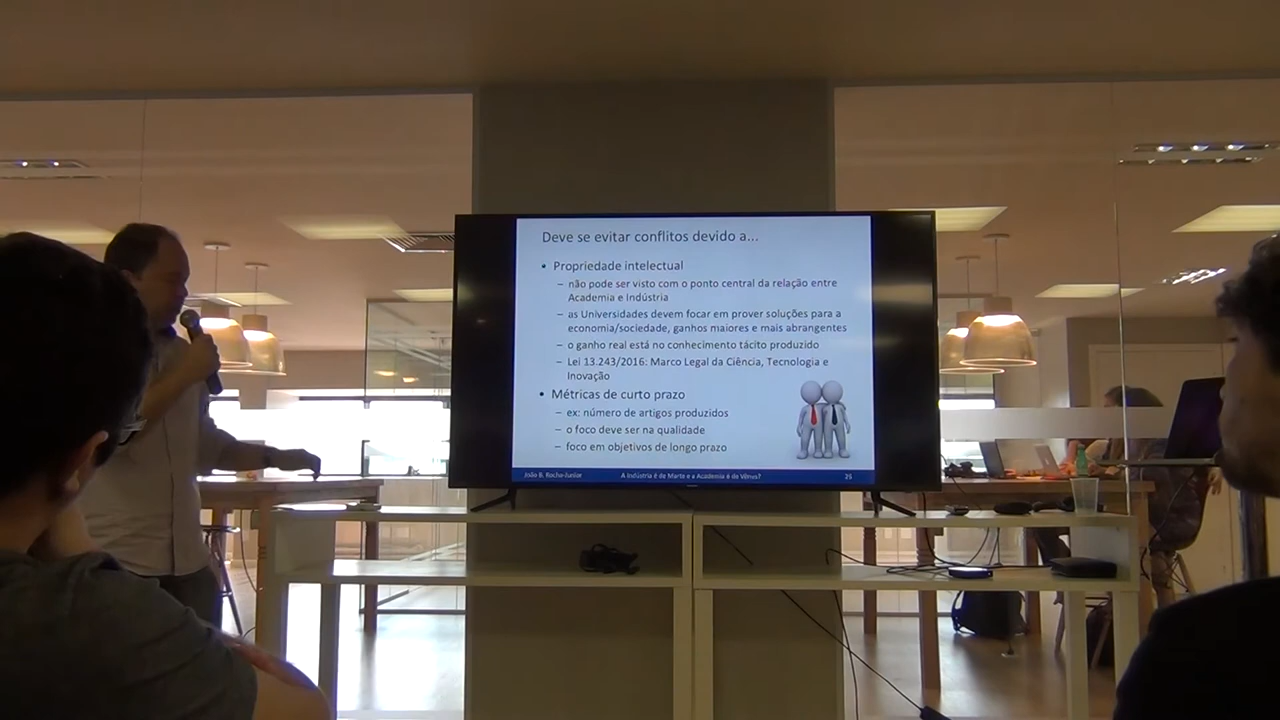 Deve se evitar conflitos devido a...
• Propriedade intelectual
– não pode ser visto com o ponto central da relação entre
Academia e Indústria
– as Universidades devem focar em prover soluções para a
economia/sociedade, ganhos maiores e mais abrangentes
– o ganho real está no conhecimento tácito produzido
– Lei 13.243/2016: Marco Legal da Ciência, Tecnologia e
Inovação
• Métricas de curto prazo
– ex: número de artigos produzidos
– o foco deve ser na qualidade
– foco em objetivos de longo prazo
João B. Rocha-Junior A Indústria é de Marte e a Academia é de Vênus? 25